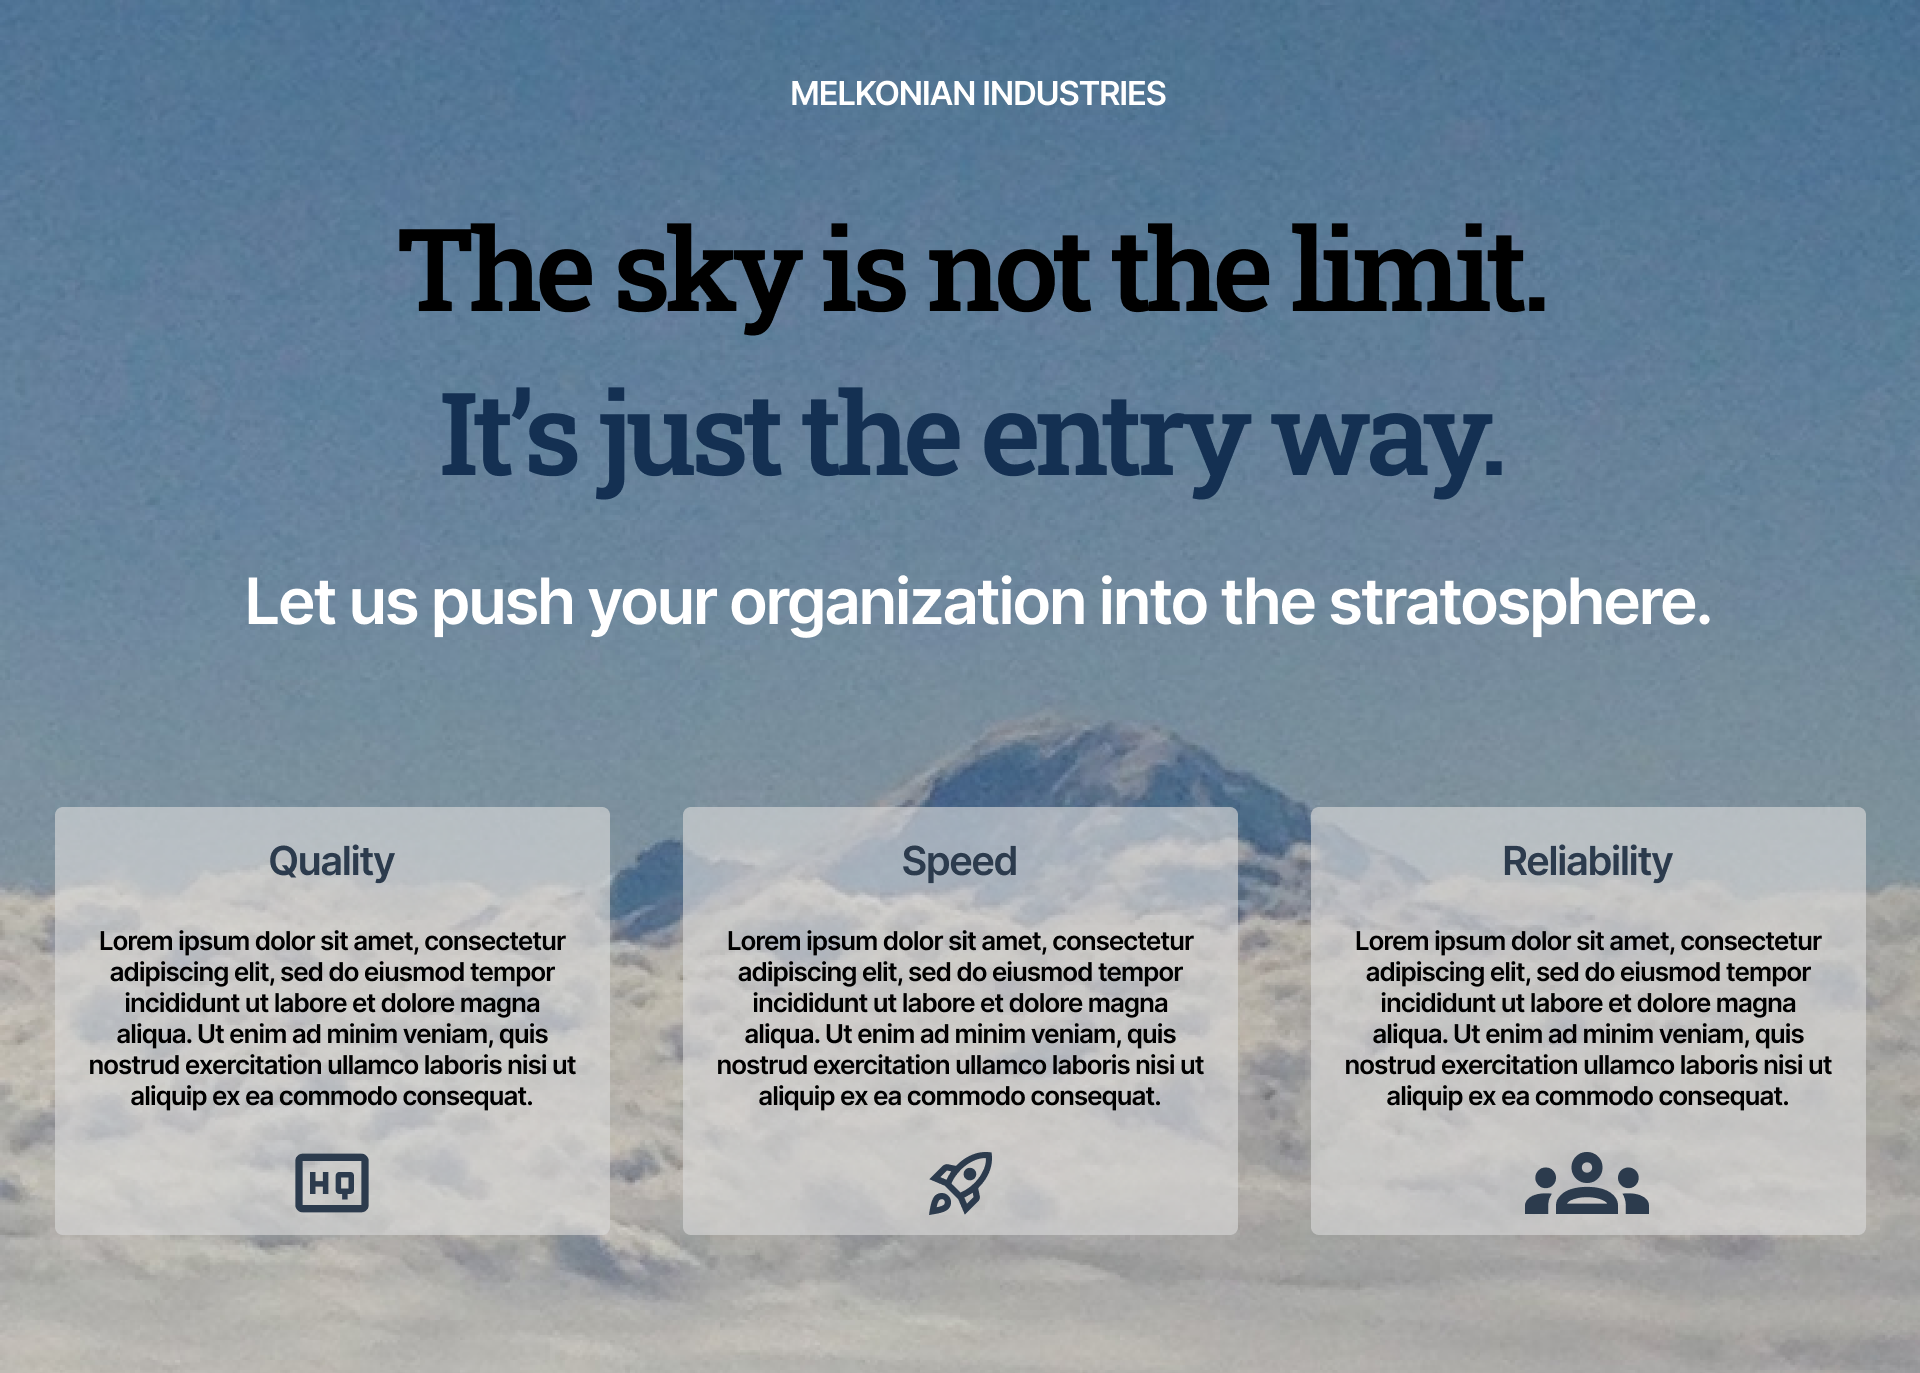 MELKONIAN INDUSTRIES
The sky is not the limit.
It’s just the entry way.
Let us push your organization into the stratosphere.
Quality
Lorem ipsum dolor sit amet, consectetur
adipiscing elit, sed do eiusmod tempor
incididunt ut labore et dolore magna
aliqua. Ut enim ad minim veniam, quis
nostrud exercitation ullamco laboris nisi ut
aliquip ex ea commodo consequat.
HQ
Speed
Lorem ipsum dolor sit amet, consectetur
adipiscing elit, sed do eiusmod tempor
incididunt ut labore et dolore magna
aliqua. Ut enim ad minim veniam, quis
nostrud exercitation ullamco laboris nisi ut
aliquip ex ea commodo consequat.
Reliability
Lorem ipsum dolor sit amet, consectetur
adipiscing elit, sed do eiusmod tempor
incididunt ut labore et dolore magna
aliqua. Ut enim ad minim veniam, quis
nostrud exercitation ullamco laboris nisi ut
aliquip ex ea commodo consequat.